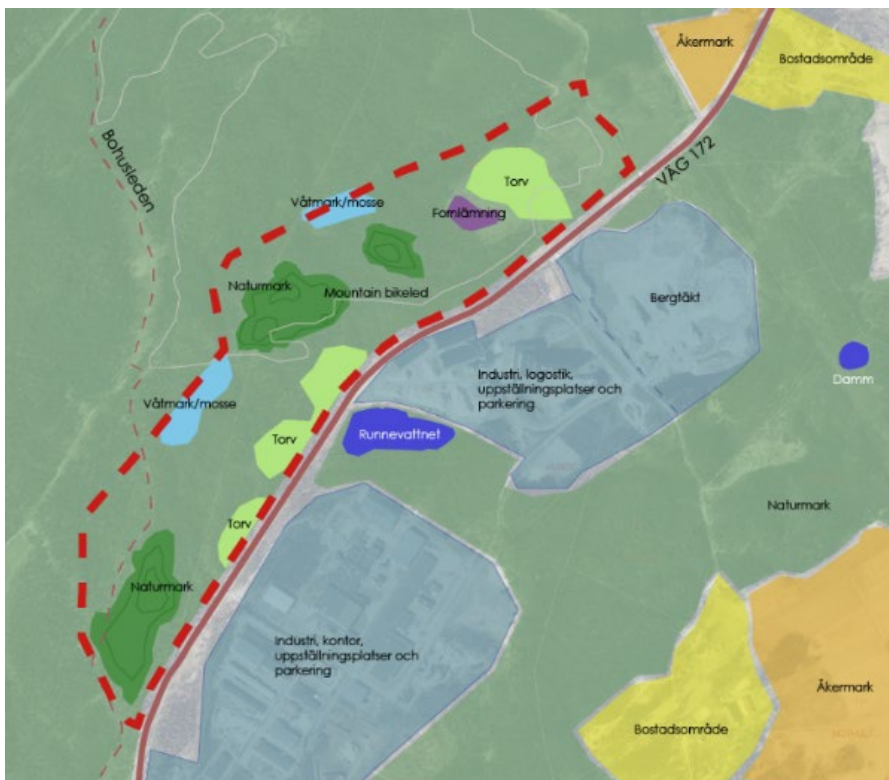 Åkermark
Bostadsområde
Bohusleden
VÄG 172
Torv
Våtmark/mosse
Fornlämning
Naturmark
Mountain bikeled
Bergtäkt
Industri, logostik,
uppställningsplatser och
parkering
Damm
Våtmark/mosse
Torv
Runnevattnet
Naturmark
Torv
Naturmark
Industri, kontor,
uppställningsplatser och
parkering
Åkermark
Bostadsområde